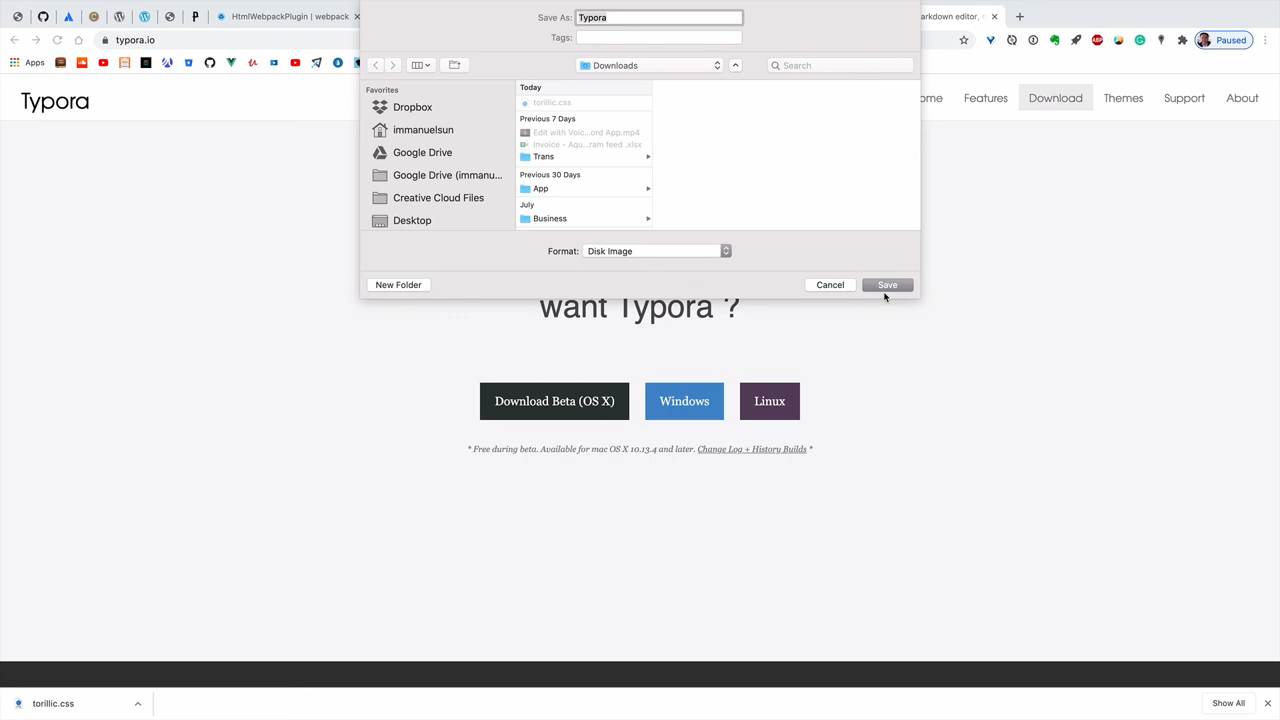 HtmlWebpackPlugin | webpack
arkdown editor,
typora.io
Paused
Apps
Save As: Typora
Tags:
Downloads
Search
Favorites
Dropbox
immanuelsun
Google Drive
Google Drive (immanu...
Creative Cloud Files
Desktop
Today
torillic.css
Previous 7 Days
Edit with Voic...ord App.mp4
Invoice - Aqu...ram feed .xlsx
Trans
Previous 30 Days
App
July
Business
Format: Disk Image
New Folder
Cancel
Save
Typora
ome
Features
Download
Themes
Support
About
want Typora ?
Download Beta (OS X)
Windows
Linux
* Free during beta. Available for mac OS X 10.13.4 and later. Change Log + History Builds *
torillic.css
Show All